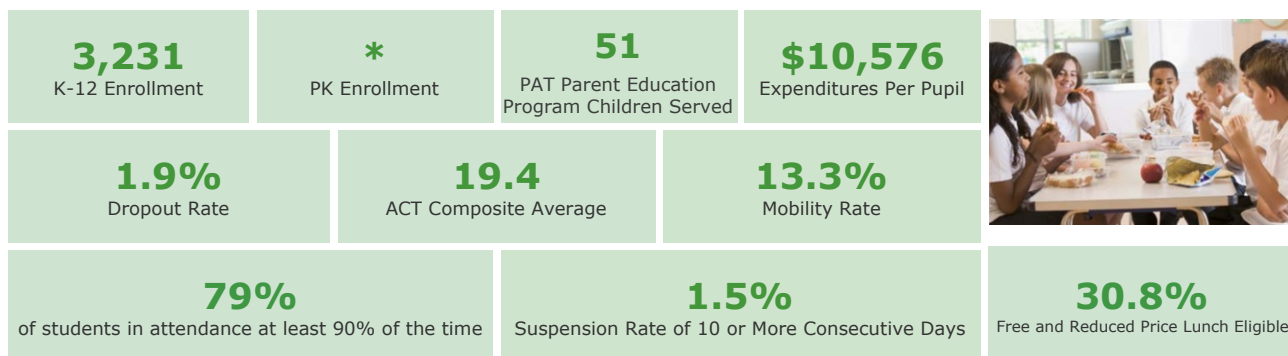 3,231
K-12 Enrollment
*
PK Enrollment
51
PAT Parent Education
Program Children Served
$10,576
Expenditures Per Pupil
1.9%
Dropout Rate
19.4
ACT Composite Average
13.3%
Mobility Rate
79%
of students in attendance at least 90% of the time
1.5%
Suspension Rate of 10 or More Consecutive Days
30.8%
Free and Reduced Price Lunch Eligible